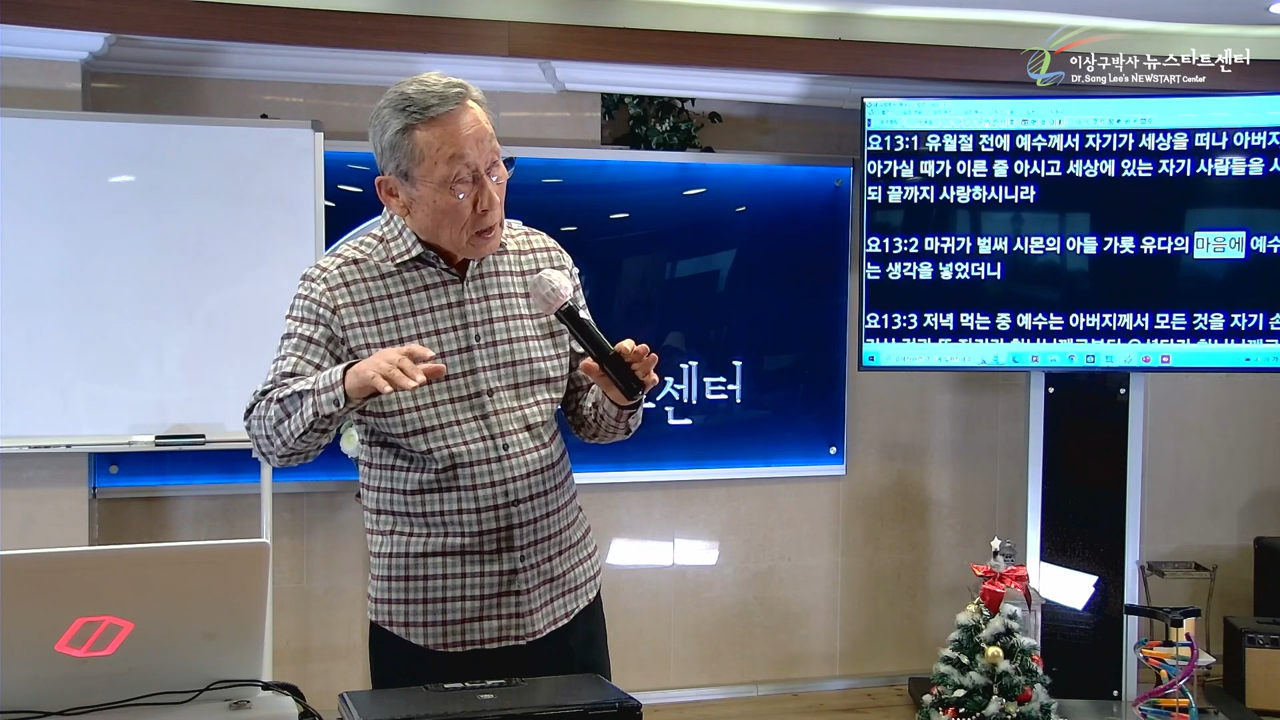 이상구박사 뉴스타트센터
Dr. Sang Lee's NEWSTART Center
요13:1 유월절 전에 예수께서 자기가 세상을 떠나 아버지
아가실 때가 이른 줄 아시고 세상에 있는 자기 사람들을 사
되 끝까지 사랑하시니라
요13:2 마귀가 벌써 시몬의 아들 가룟 유다의 마음에 예수
는 생각을 넣었더니
요13:3 저녁 먹는 중 예수는 아버지께서 모든 것을 자기 손
센터